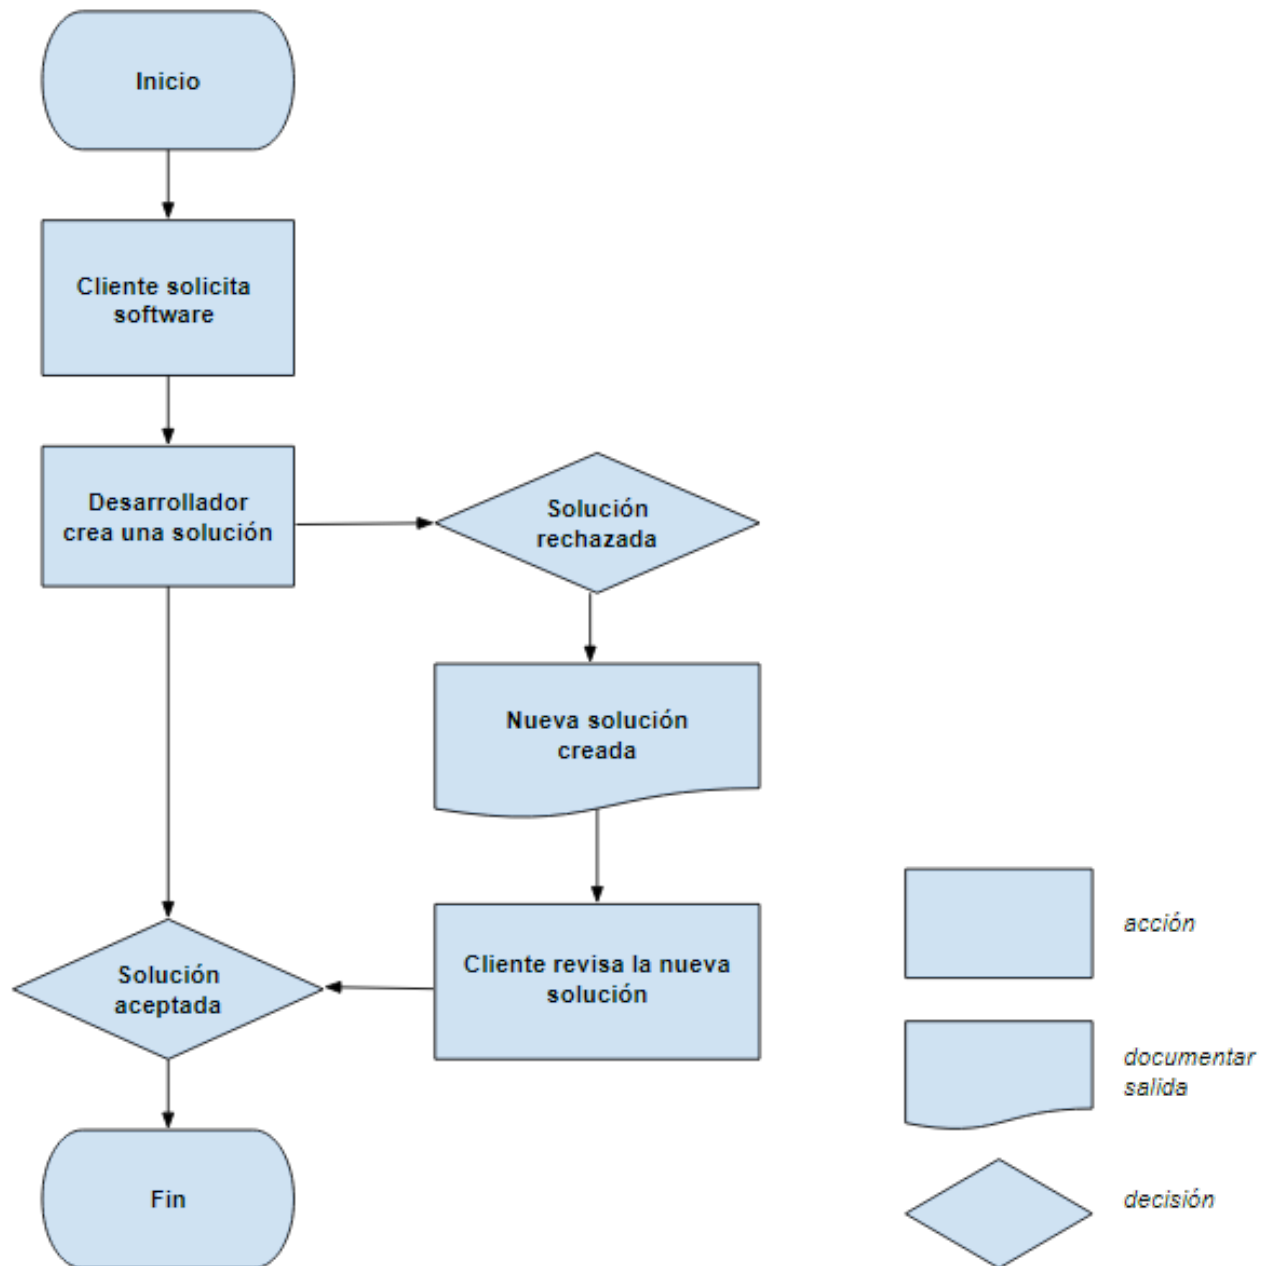 Inicio
Cliente solicita
software
Desarrollador
crea una solución
Solución
rechazada
Nueva solución
creada
Cliente revisa la nueva
solución
Solución
aceptada
Fin
acción
documentar
salida
decisión